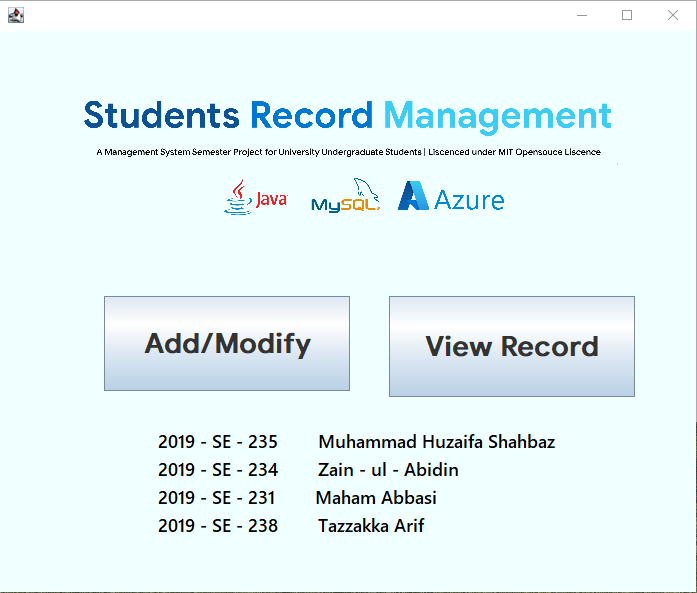 Students Record Management
A Management System Semester Project for University Undergraduate Students | Liscenced under MIT Opensouce Liscence
Java MySQL Azure
Add/Modify View Record
2019 - SE - 235 Muhammad Huzaifa Shahbaz
2019 - SE - 234 Zain - ul - Abidin
2019 - SE - 231 Maham Abbasi
2019 - SE - 238 Tazzakka Arif